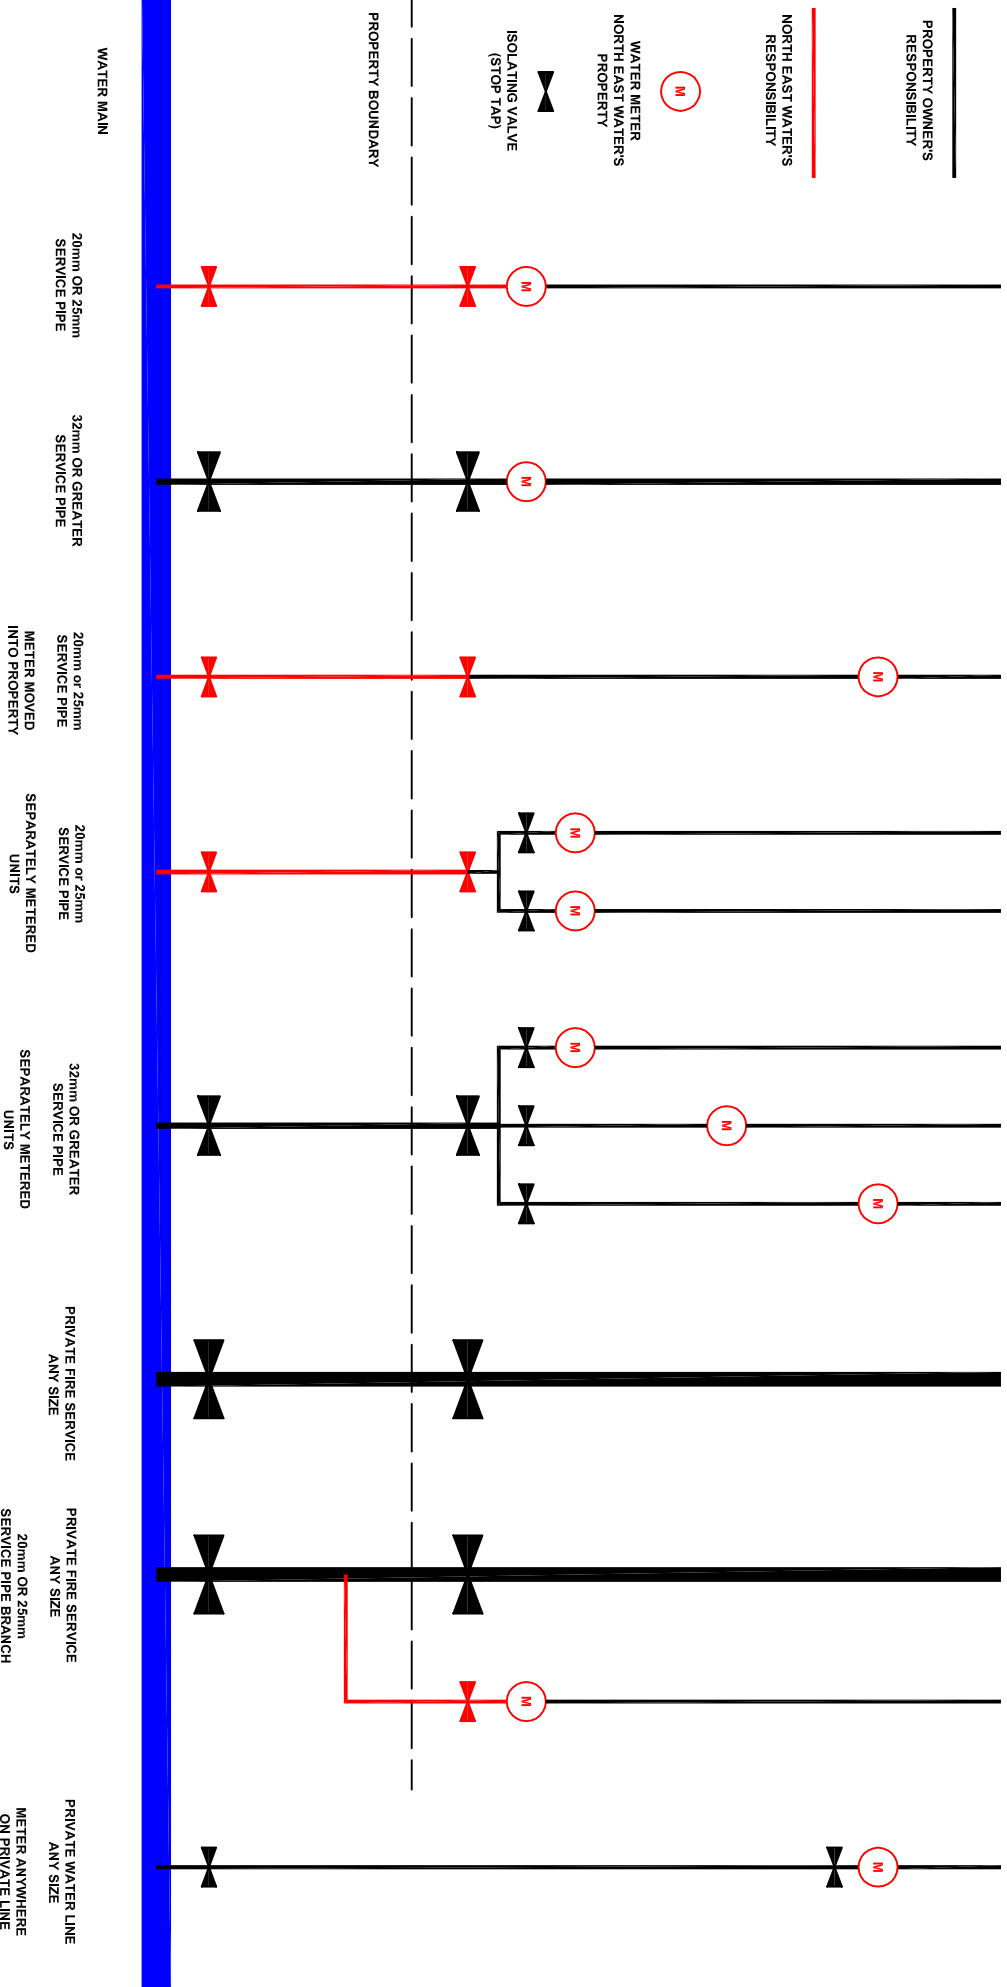 PROPERTY OWNER'S
RESPONSIBILITY
NORTH EAST WATER'S
RESPONSIBILITY
M
WATER METER
NORTH EAST WATER'S
PROPERTY
ISOLATING VALVE
(STOP TAP)
PROPERTY BOUNDARY
WATER MAIN
M
20mm OR 25mm
SERVICE PIPE
M
32mm OR GREATER
SERVICE PIPE
M
20mm or 25mm
SERVICE PIPE
METER MOVED
INTO PROPERTY
M
M
20mm or 25mm
SERVICE PIPE
SEPARATELY METERED
UNITS
M
M
M
32mm OR GREATER
SERVICE PIPE
SEPARATELY METERED
UNITS
PRIVATE FIRE SERVICE
ANY SIZE
PRIVATE FIRE SERVICE
ANY SIZE
20mm OR 25mm
SERVICE PIPE BRANCH
M
M
PRIVATE WATER LINE
ANY SIZE
METER ANYWHERE
ON PRIVATE LINE